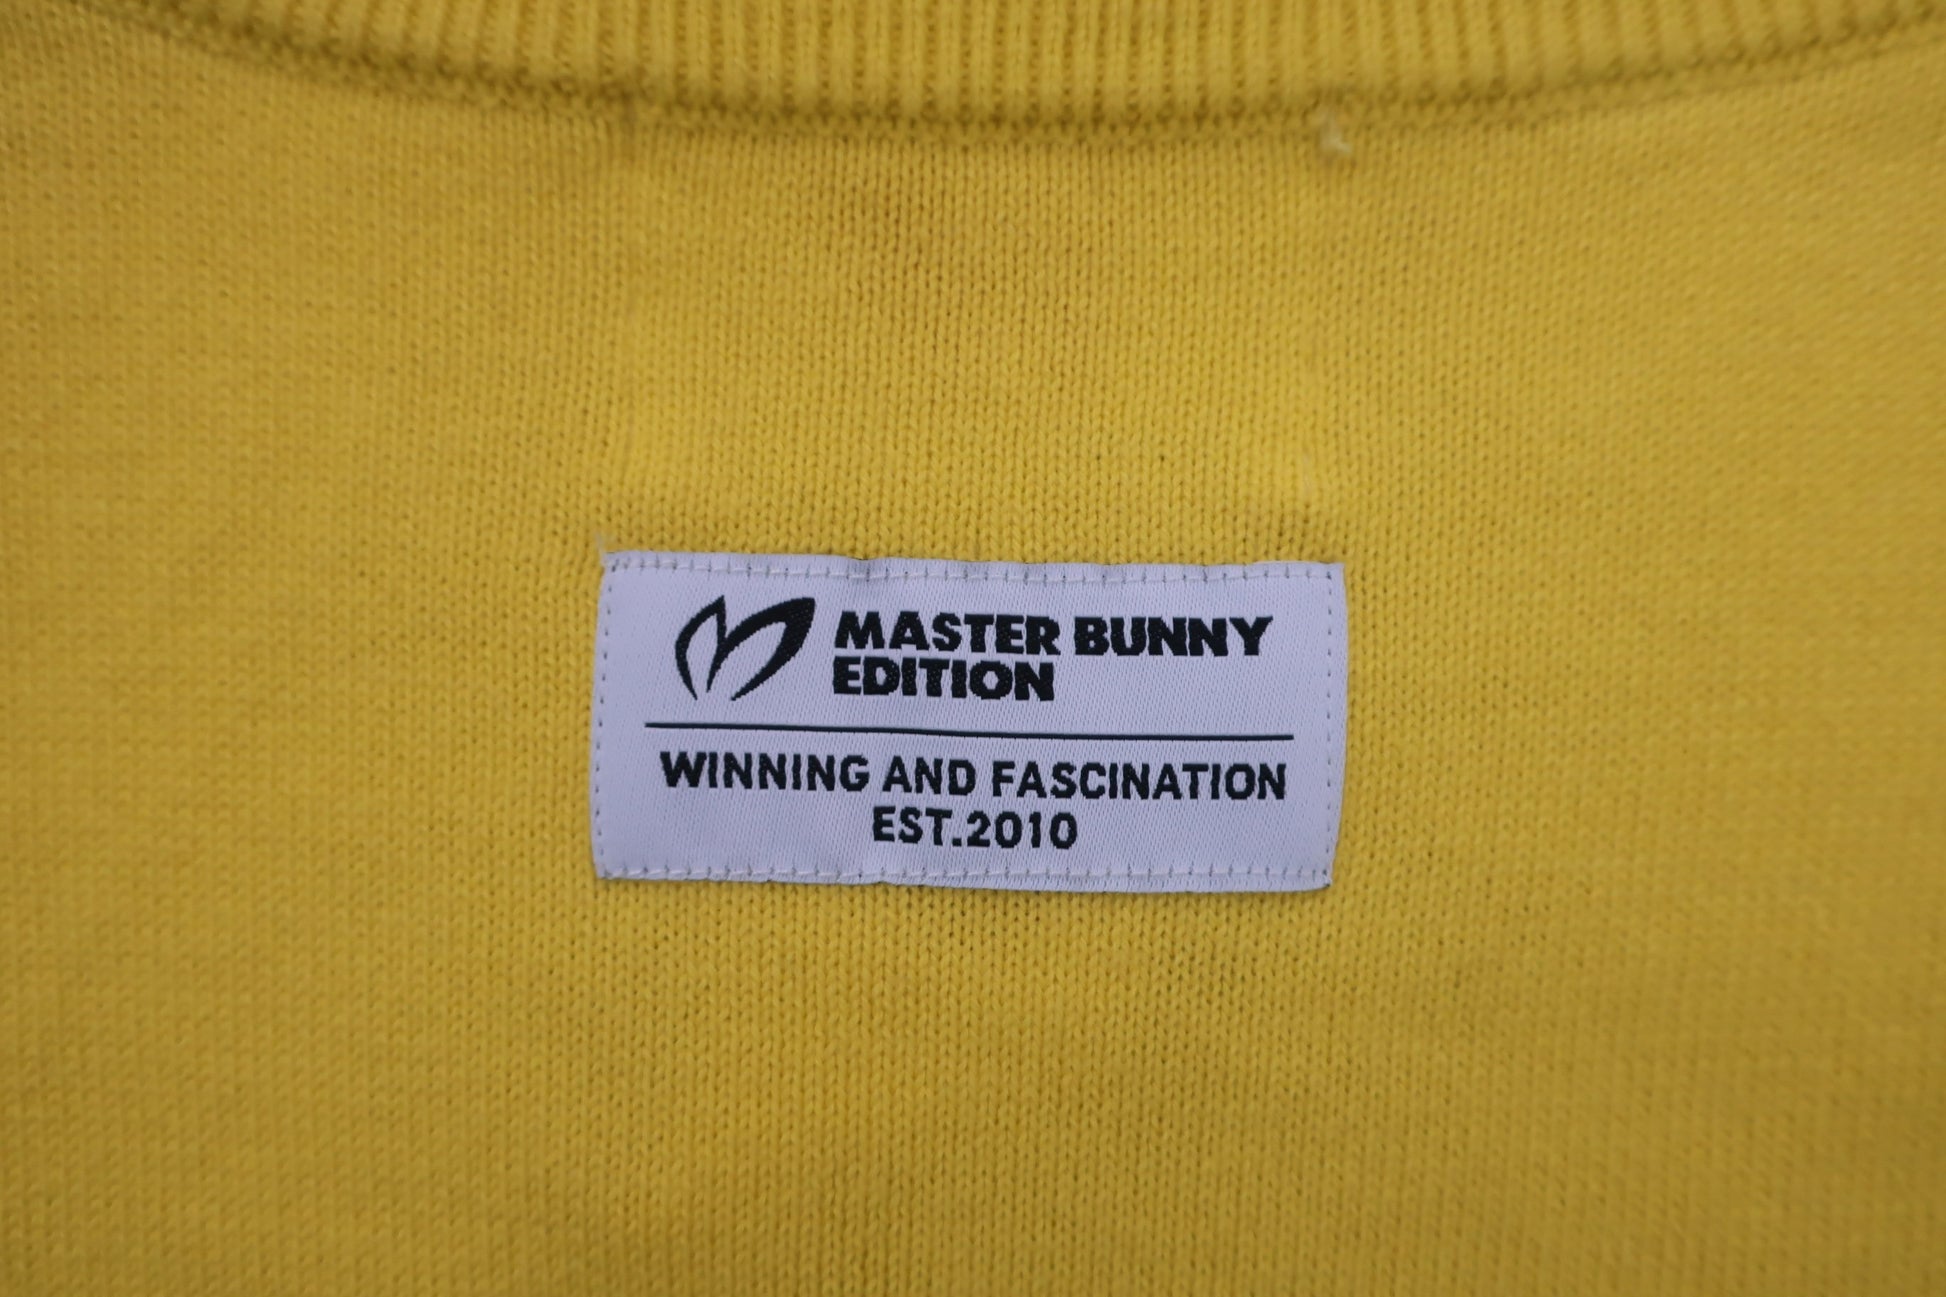 MASTER BUNNY
EDITION
WINNING AND FASCINATION
EST.2010